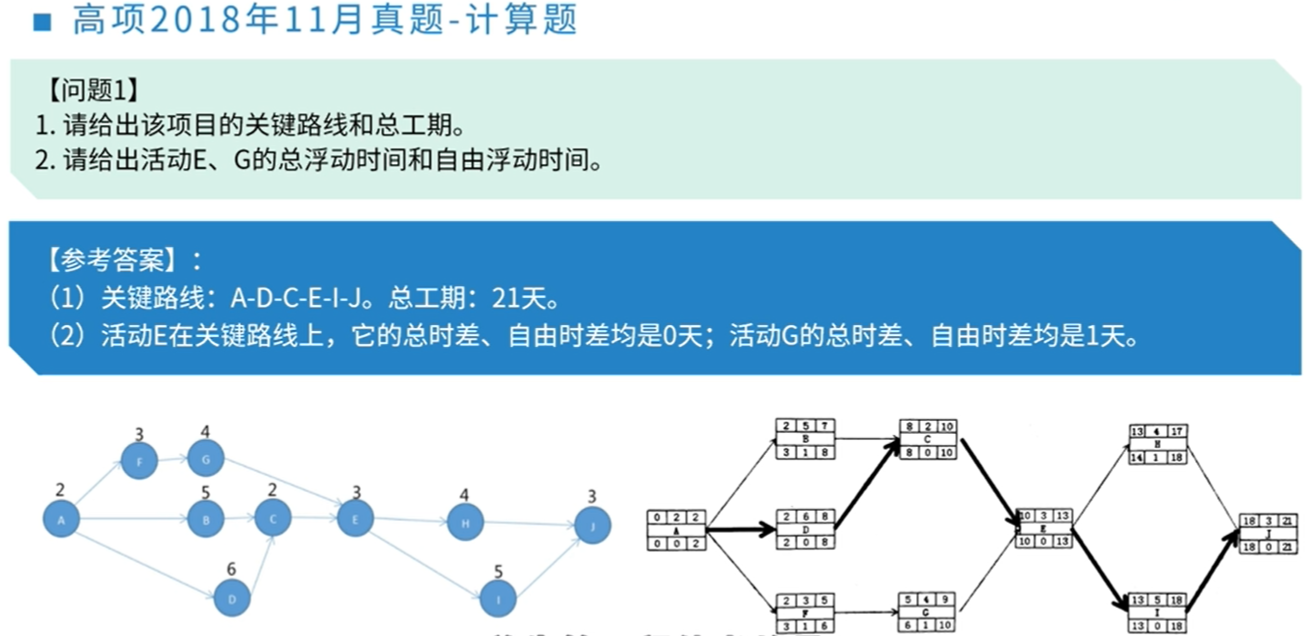 ■ 高项2018年11月真题-计算题
【问题1】
1. 请给出该项目的关键路线和总工期。
2. 请给出活动E、G的总浮动时间和自由浮动时间。
【参考答案】：
（1）关键路线：A-D-C-E-I-J。总工期：21天。
（2）活动E在关键路线上，它的总时差、自由时差均是0天；活动G的总时差、自由时差均是1天。
3
F
4
G
2
A
5
B
2
C
3
E
4
H
3
J
6
D
5
I
0 2 2
A
0 0 2
2 5 7
B
3 1 8
8 2 10
C
8 0 10
2 6 8
D
2 0 8
2 3 5
F
3 1 6
5 4 9
G
6 1 10
10 3 13
E
10 0 13
13 4 17
H
14 1 18
13 5 18
I
13 0 18
18 3 21
J
18 0 21